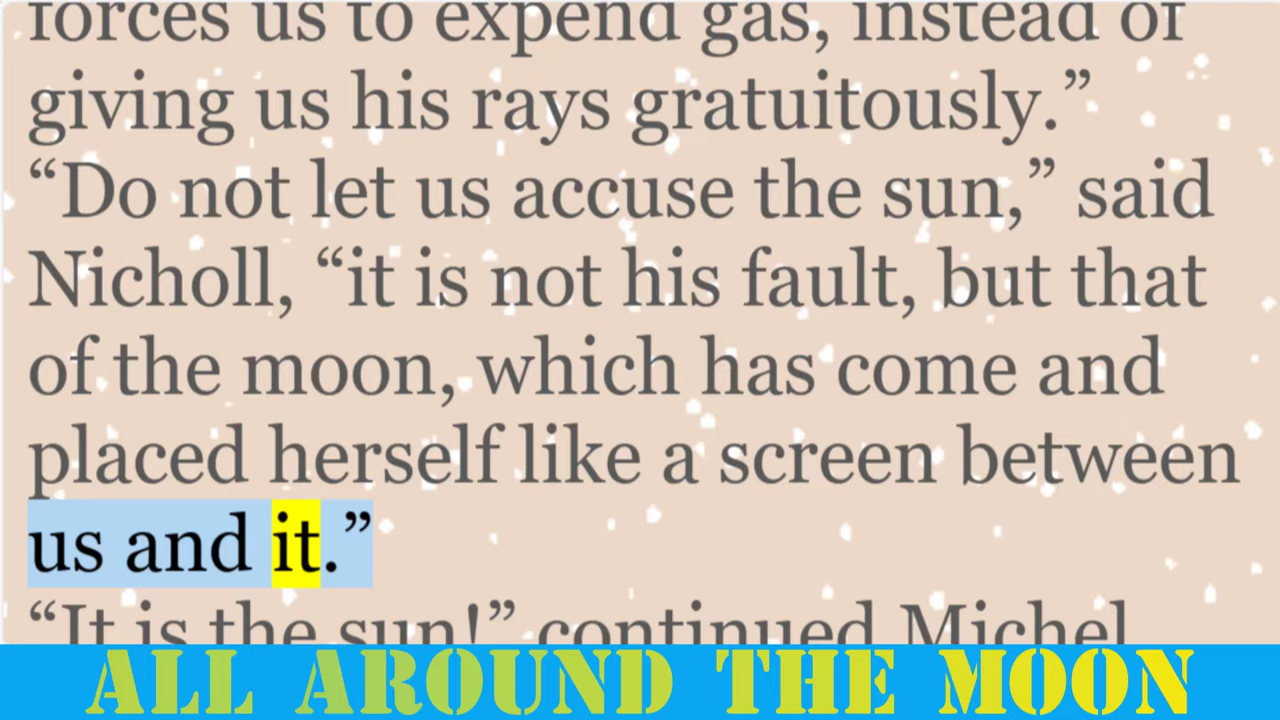 forces us to expend gas, instead of
giving us his rays gratuitously.”
“Do not let us accuse the sun,” said
Nicholl, “it is not his fault, but that
of the moon, which has come and
placed herself like a screen between
us and it.”
“It is the sun!” continued Michel
ALL AROUND THE MOON